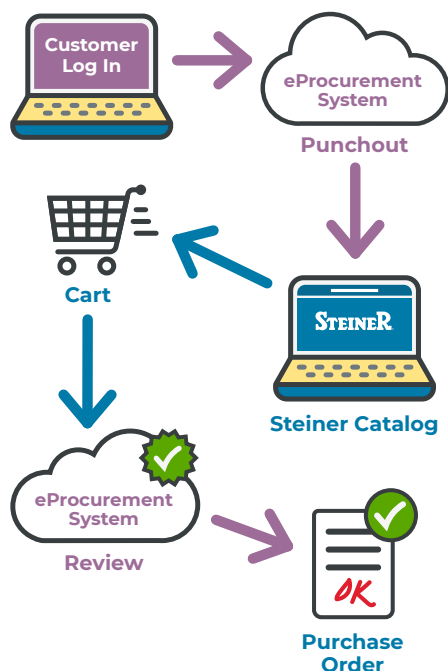 Customer
Log In
eProcurement
System
Punchout
STEINER
Steiner Catalog
Cart
eProcurement
System
Review
OK
Purchase
Order